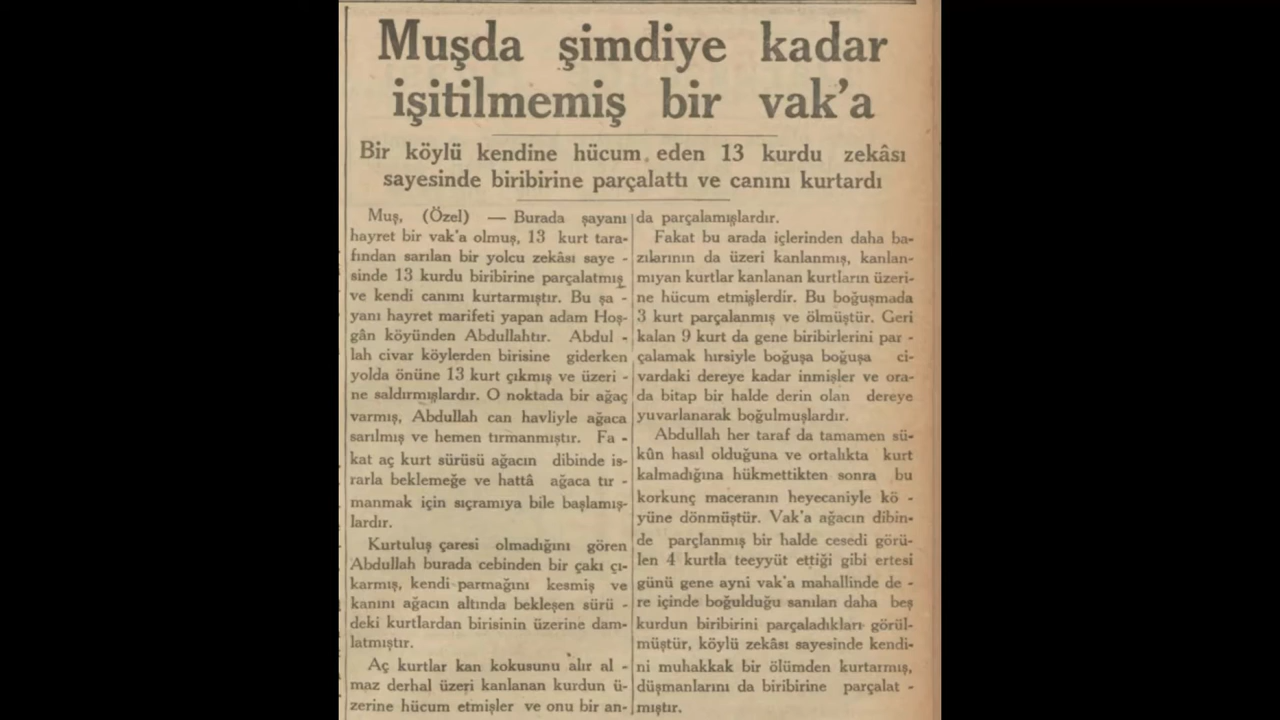 Muşda şimdiye kadar
işitilmemiş bir vak'a
Bir köylü kendine hücum eden 13 kurdu zekâsı
sayesinde biribirine parçalattı ve canını kurtardı
Muş, (Özel) — Burada şayanı
hayret bir vak'a olmuş, 13 kurt tara-
fından sarılan bir yolcu zekâsı saye -
sinde 13 kurdu biribirine parçalatmış
ve kendi canını kurtarmıştır. Bu şa -
yanı hayret marifeti yapan adam Hoş-
gân köyünden Abdullahtır. Abdul -
lah civar köylerden birisine giderken
yolda önüne 13 kurt çıkmış ve üzeri -
ne saldırmışlardır. O noktada bir ağaç
varmış, Abdullah can havliyle ağaca
sarılmış ve hemen tırmanmıştır. Fa -
kat aç kurt sürüsü ağacın dibinde is-
rarla beklemeğe ve hattâ ağaca tır -
manmak için sıçramıya bile başlamış-
lardır.
Kurtuluş çaresi olmadığını gören
Abdullah burada cebinden bir çakı çı-
karmış, kendi parmağını kesmiş ve
kanını ağacın altında bekleşen sürü -
deki kurtlardan birisinin üzerine dam-
latmıştır.
Aç kurtlar kan kokusunu alır al -
maz derhal üzeri kanlanan kurdun ü-
zerine hücum etmişler ve onu bir an-
da parçalamışlardır.
Fakat bu arada içlerinden daha ba-
zılarının da üzeri kanlanmış, kanlan-
mıyan kurtlar kanlanan kurtların üzeri-
ne hücum etmişlerdir. Bu boğuşmada
3 kurt parçalanmış ve ölmüştür. Geri
kalan 9 kurt da gene biribirlerini par -
çalamak hırsiyle boğuşa boğuşa ci-
vardaki dereye kadar inmişler ve ora-
da bitap bir halde derin olan dereye
yuvarlanarak boğulmuşlardır.
Abdullah her taraf da tamamen sü-
kûn hasıl olduğuna ve ortalıkta kurt
kalmadığına hükmettikten sonra bu
korkunç maceranın heyecaniyle kö -
yüne dönmüştür. Vak'a ağacın dibin-
de parçlanmış bir halde cesedi görü-
len 4 kurtla teeyyüt ettiği gibi ertesi
günü gene ayni vak'a mahallinde de -
re içinde boğulduğu sanılan daha beş
kurdun biribirini parçaladıkları görül-
müştür, köylü zekâsı sayesinde kendi-
ni muhakkak bir ölümden kurtarmış,
düşmanlarını da biribirine parçalat -
mıştır.